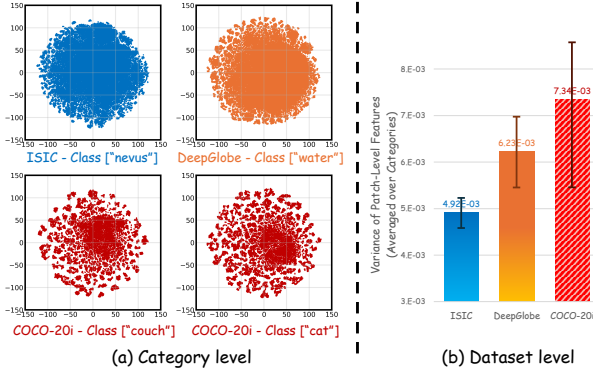 150
100
50
0
−50
−100
−150
−150 −100 −50 0 50 100 150
ISIC - Class ["nevus"]
150
100
50
0
−50
−100
−150
−150 −100 −50 0 50 100 150
DeepGlobe - Class ["water"]
150
100
50
0
−50
−100
−150
−150 −100 −50 0 50 100 150
COCO-20i - Class ["couch"]
150
100
50
0
−50
−100
−150
−150 −100 −50 0 50 100 150
COCO-20i - Class ["cat"]
(a) Category level
Variance of Patch-Level Features
(Averaged over Categories)
8.E-03
7.E-03
6.E-03
5.E-03
4.E-03
3.E-03
4.92E-03
6.23E-03
7.34E-03
ISIC DeepGlobe COCO-20i
(b) Dataset level